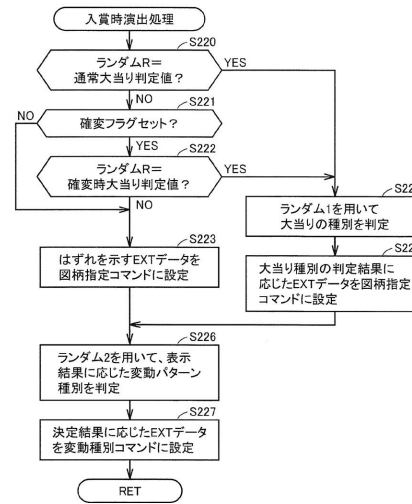 入賞時演出処理
S220
ランダムR=
通常大当り判定値?
YES
NO
S221
NO
確変フラグセット?
YES
S222
ランダムR=
確変時大当り判定値?
YES
NO
S22
ランダム1を用いて
大当りの種別を判定
S223
はずれを示すEXTデータを
図柄指定コマンドに設定
S22
大当り種別の判定結果に
応じたEXTデータを図柄指定
コマンドに設定
S226
ランダム2を用いて、表示
結果に応じた変動パターン
種別を判定
S227
決定結果に応じたEXTデータ
を変動種別コマンドに設定
RET